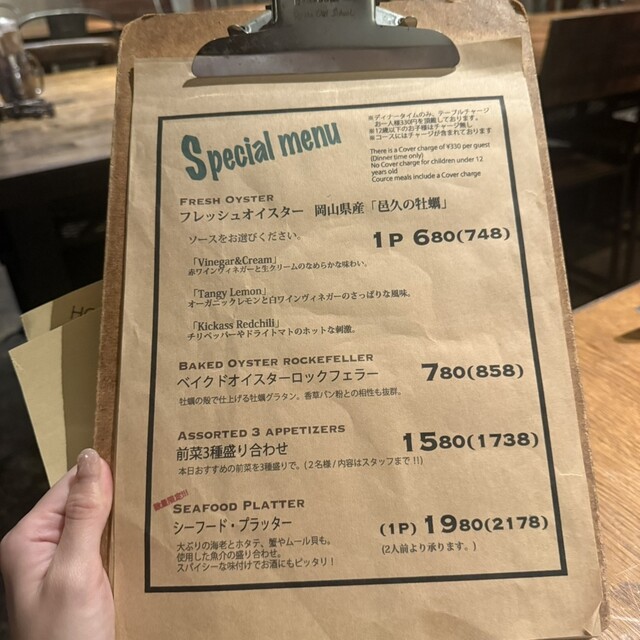 Special menu
※ディナータイムのみ、テーブルチャージ
お一人様330円を頂戴しております。
※12歳以下のお子様はチャージ無し
※コースにはチャージが含まれております
There is a Cover charge of ¥330 per guest
(Dinner time only)
No Cover charge for children under 12
years old
Cource meals include a Cover charge
FRESH OYSTER
フレッシュオイスター 岡山県産「邑久の牡蠣」
ソースをお選びください。
1P 680(748)
「Vinegar&Cream」
赤ワインヴィネガーと生クリームのなめらかな味わい。
「Tangy Lemon」
オーガニックレモンと白ワインヴィネガーのさっぱりな風味。
「Kickass Redchili」
チリペッパーやドライトマトのホットな刺激。
BAKED OYSTER ROCKEFELLER
ベイクドオイスターロックフェラー
780(858)
牡蠣の殻で仕上げる牡蠣グラタン。香草パン粉との相性も抜群。
ASSORTED 3 APPETIZERS
前菜3種盛り合わせ
1580(1738)
本日おすすめの前菜を3種盛りで。(2名様/内容はスタッフまで!!)
数量限定!!!
SEAFOOD PLATTER
シーフード・プラッター
(1P) 1980(2178)
大ぶりの海老とホタテ、蟹やムール貝も。
使用した魚介の盛り合わせ。
スパイシーな味付けでお酒にもピッタリ!
(2人前より承ります。)